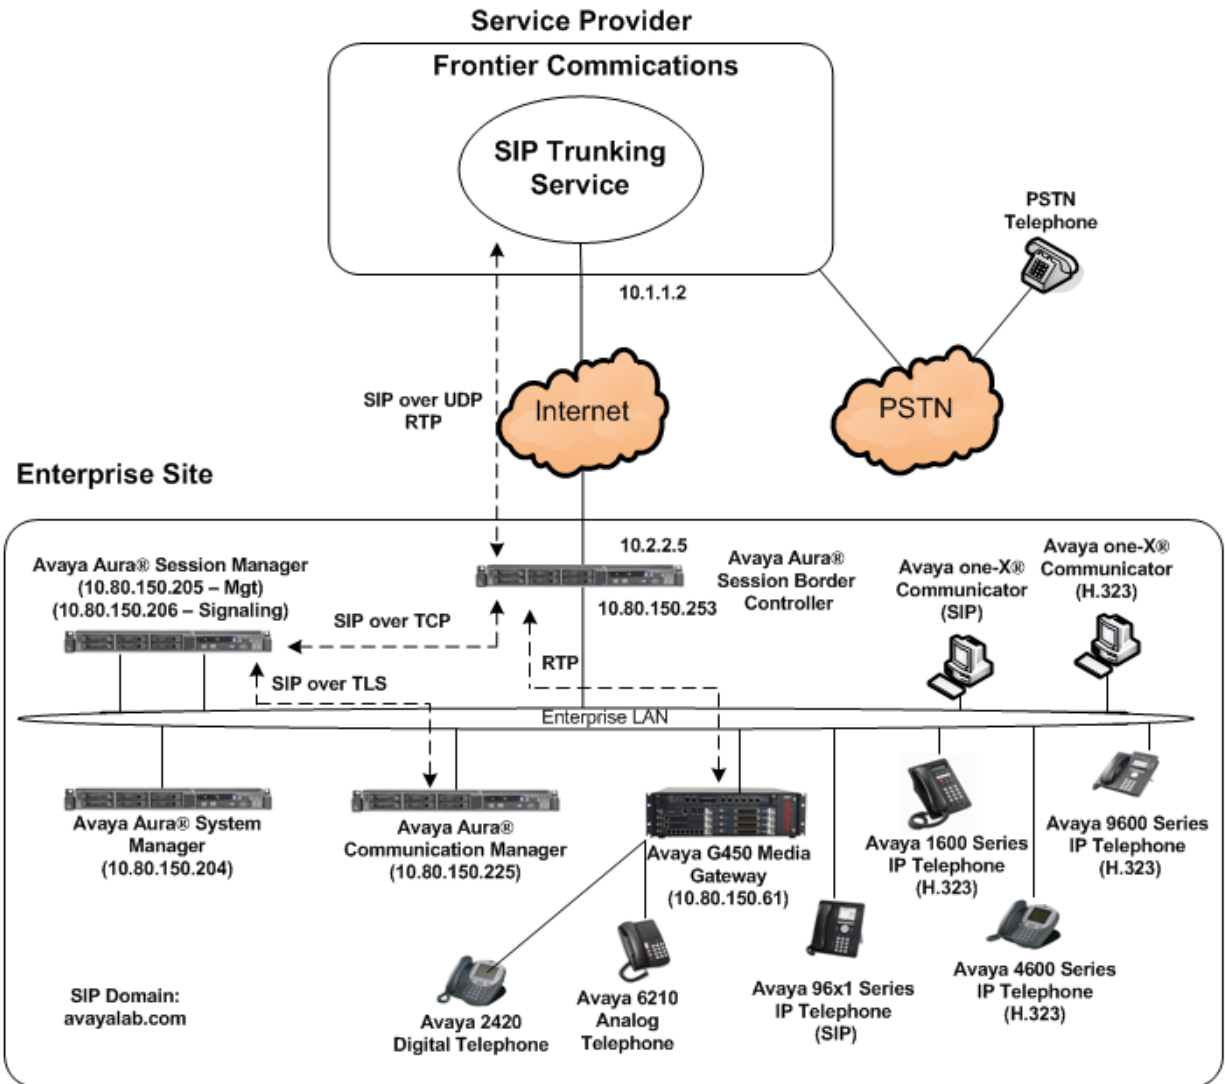 Service Provider
Frontier Commications
SIP Trunking
Service
PSTN
Telephone
10.1.1.2
SIP over UDP
RTP
Internet
PSTN
Enterprise Site
Avaya Aura® Session Manager
(10.80.150.205 – Mgt)
(10.80.150.206 – Signaling)
10.2.2.5
10.80.150.253
Avaya Aura®
Session Border
Controller
Avaya one-X®
Communicator
(SIP)
Avaya one-X®
Communicator
(H.323)
SIP over TCP
RTP
SIP over TLS
Enterprise LAN
Avaya Aura® System
Manager
(10.80.150.204)
Avaya Aura®
Communication Manager
(10.80.150.225)
Avaya G450 Media
Gateway
(10.80.150.61)
Avaya 1600 Series
IP Telephone
(H.323)
Avaya 9600 Series
IP Telephone
(H.323)
SIP Domain:
avayalab.com
Avaya 2420
Digital Telephone
Avaya 6210
Analog
Telephone
Avaya 96x1 Series
IP Telephone
(SIP)
Avaya 4600 Series
IP Telephone
(H.323)